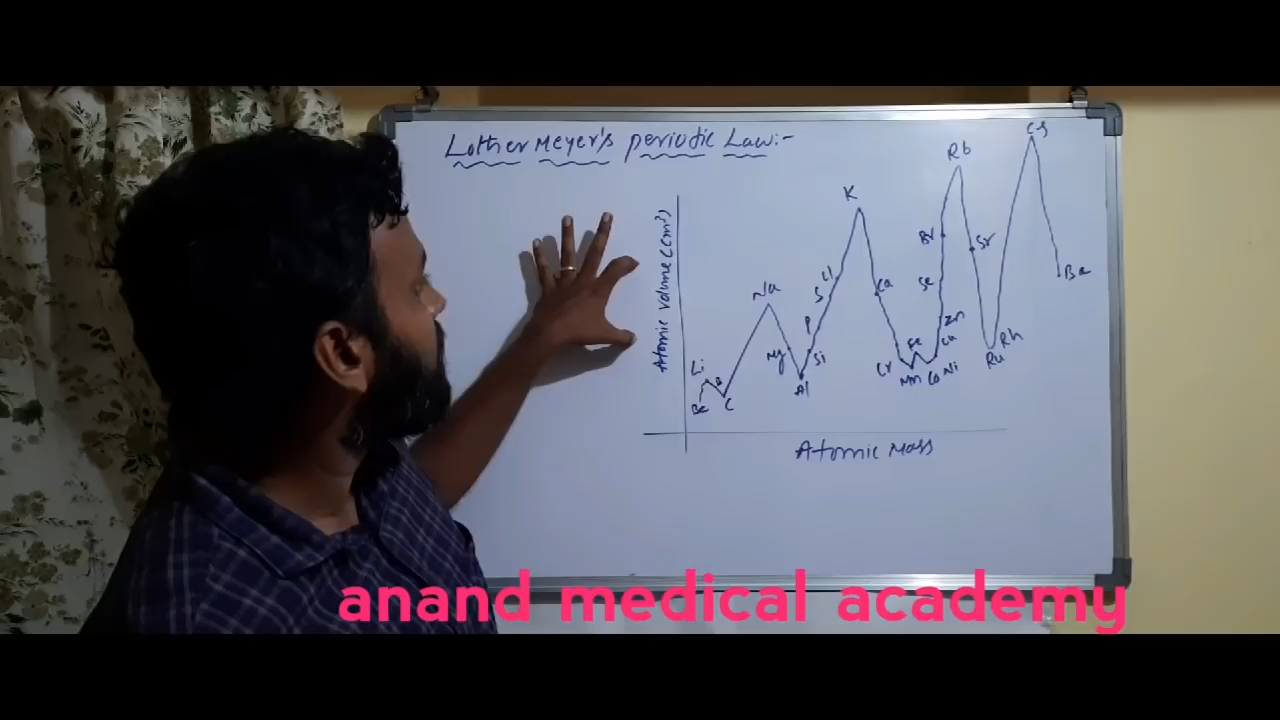 Lother Meyer's periodic Law:-
Cs
Rb
K
Atomic volume (cm³)
Br
Sr
Cl
S
Ca
Se
Ba
Na
P
Zn
Mg
Si
Fe
Cu
Rh
Li
B
Al
Cr
Mn
Co
Ni
Ru
Be
C
Atomic Mass
anand medical academy